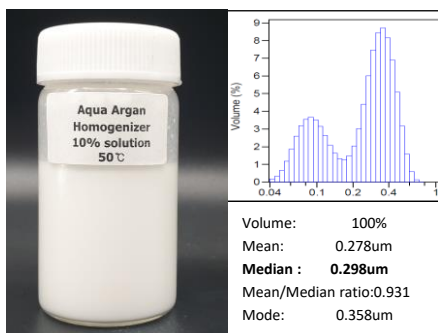 Aqua Argan
Homogenizer
10% solution
50℃
Volume (%)
9
8
7
6
5
4
3
2
1
0
0.04 0.1 0.2 0.4 1
Volume: 100%
Mean: 0.278um
Median : 0.298um
Mean/Median ratio:0.931
Mode: 0.358um